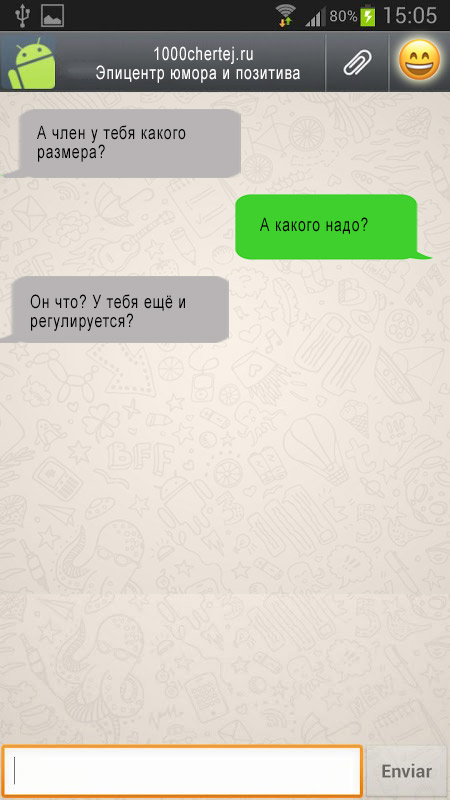 80% 15:05
1000chertej.ru
Эпицентр юмора и позитива
А член у тебя какого
размера?
А какого надо?
Он что? У тебя ещё и
регулируется?
BFF
Enviar